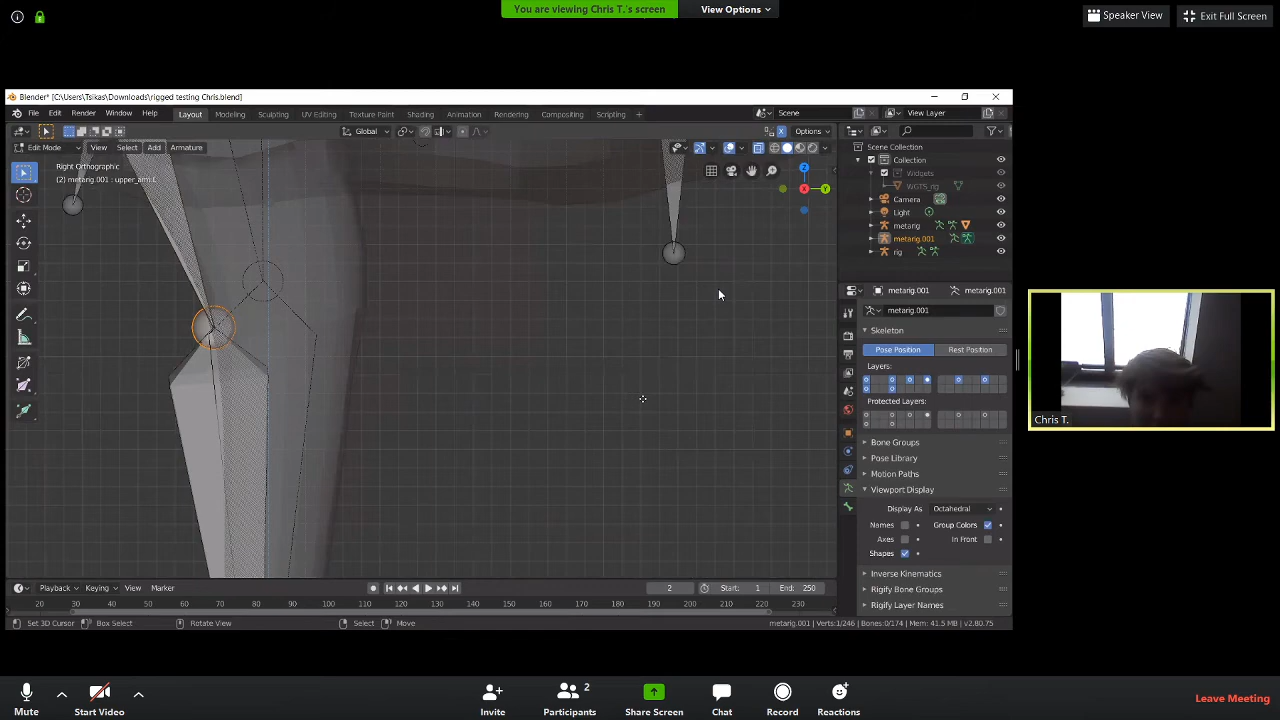 You are viewing Chris T.'s screen
View Options
Speaker View
Exit Full Screen
Blender* [C:\Users\Tsikas\Downloads\rigged testing Chris.blend]
File Edit Render Window Help Layout Modeling Sculpting UV Editing Texture Paint Shading Animation Rendering Compositing Scripting + Scene View Layer
Global Options
Edit Mode View Select Add Armature
Right Orthographic
(2) metarig.001 : upper_arm.L
Z
X
Y
Scene Collection
Collection
Widgets
WGTS_rig
Camera
Light
metarig
metarig.001
rig
metarig.001 metarig.001
metarig.001
Skeleton
Pose Position Rest Position
Layers:
Protected Layers:
Bone Groups
Pose Library
Motion Paths
Viewport Display
Display As Octahedral
Names Group Colors
Axes In Front
Shapes
Inverse Kinematics
Rigify Bone Groups
Rigify Layer Names
Chris T.
Playback Keying View Marker 2 Start: 1 End: 250
20 30 40 50 60 70 80 90 100 110 120 130 140 150 160 170 180 190 200 210 220 230
Set 3D Cursor Box Select Rotate View Select Move metarig.001 | Verts:1/246 | Bones:0/174 | Mem: 41.5 MB | v2.80.75
2
Mute Start Video Invite Participants Share Screen Chat Record Reactions Leave Meeting